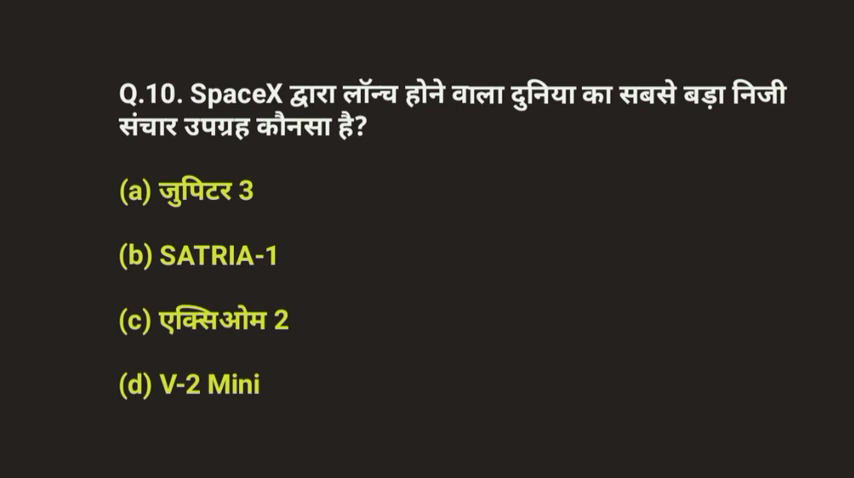 Q.10. SpaceX द्वारा लॉन्च होने वाला दुनिया का सबसे बड़ा निजी
संचार उपग्रह कौनसा है?
(a) जुपिटर 3
(b) SATRIA-1
(c) एक्सिओम 2
(d) V-2 Mini